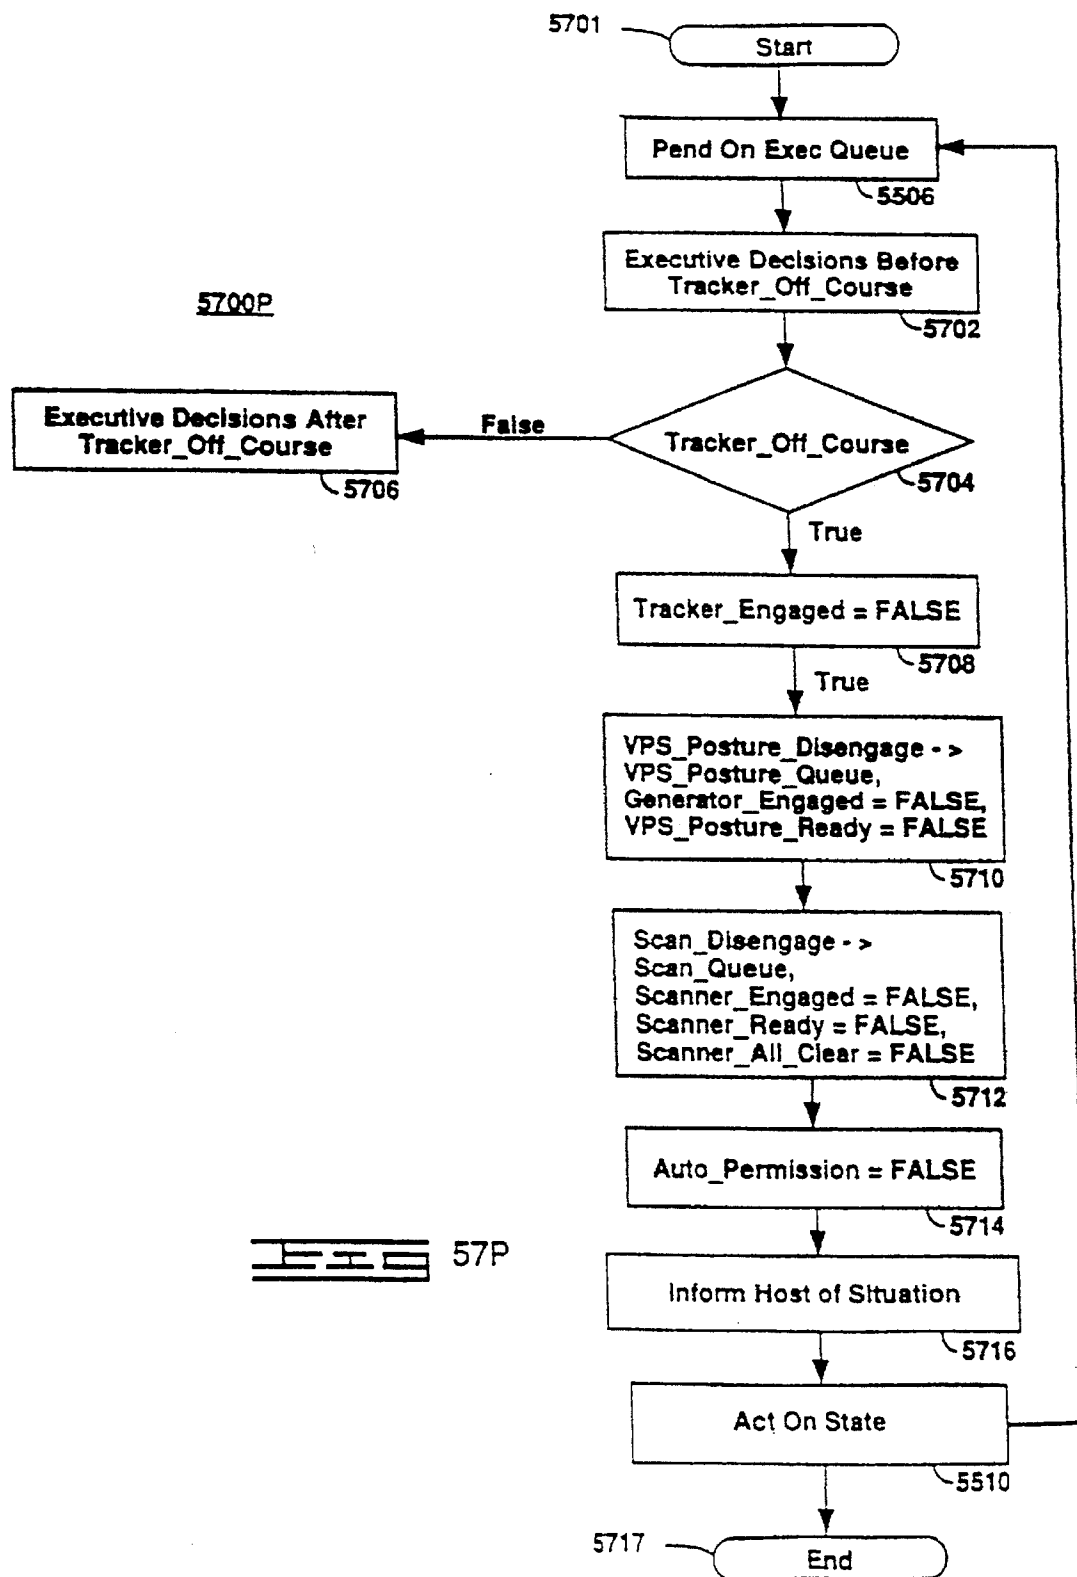 5701
Start
Pend On Exec Queue
5506
Executive Decisions Before
Tracker_Off_Course
5702
5700P
Executive Decisions After
Tracker_Off_Course
5706
False
Tracker_Off_Course
5704
True
Tracker_Engaged = FALSE
5708
True
VPS_Posture_Disengage - >
VPS_Posture_Queue,
Generator_Engaged = FALSE,
VPS_Posture_Ready = FALSE
5710
Scan_Disengage - >
Scan_Queue,
Scanner_Engaged = FALSE,
Scanner_Ready = FALSE,
Scanner_All_Clear = FALSE
5712
Auto_Permission = FALSE
5714
57P
Inform Host of Situation
5716
Act On State
5510
5717
End